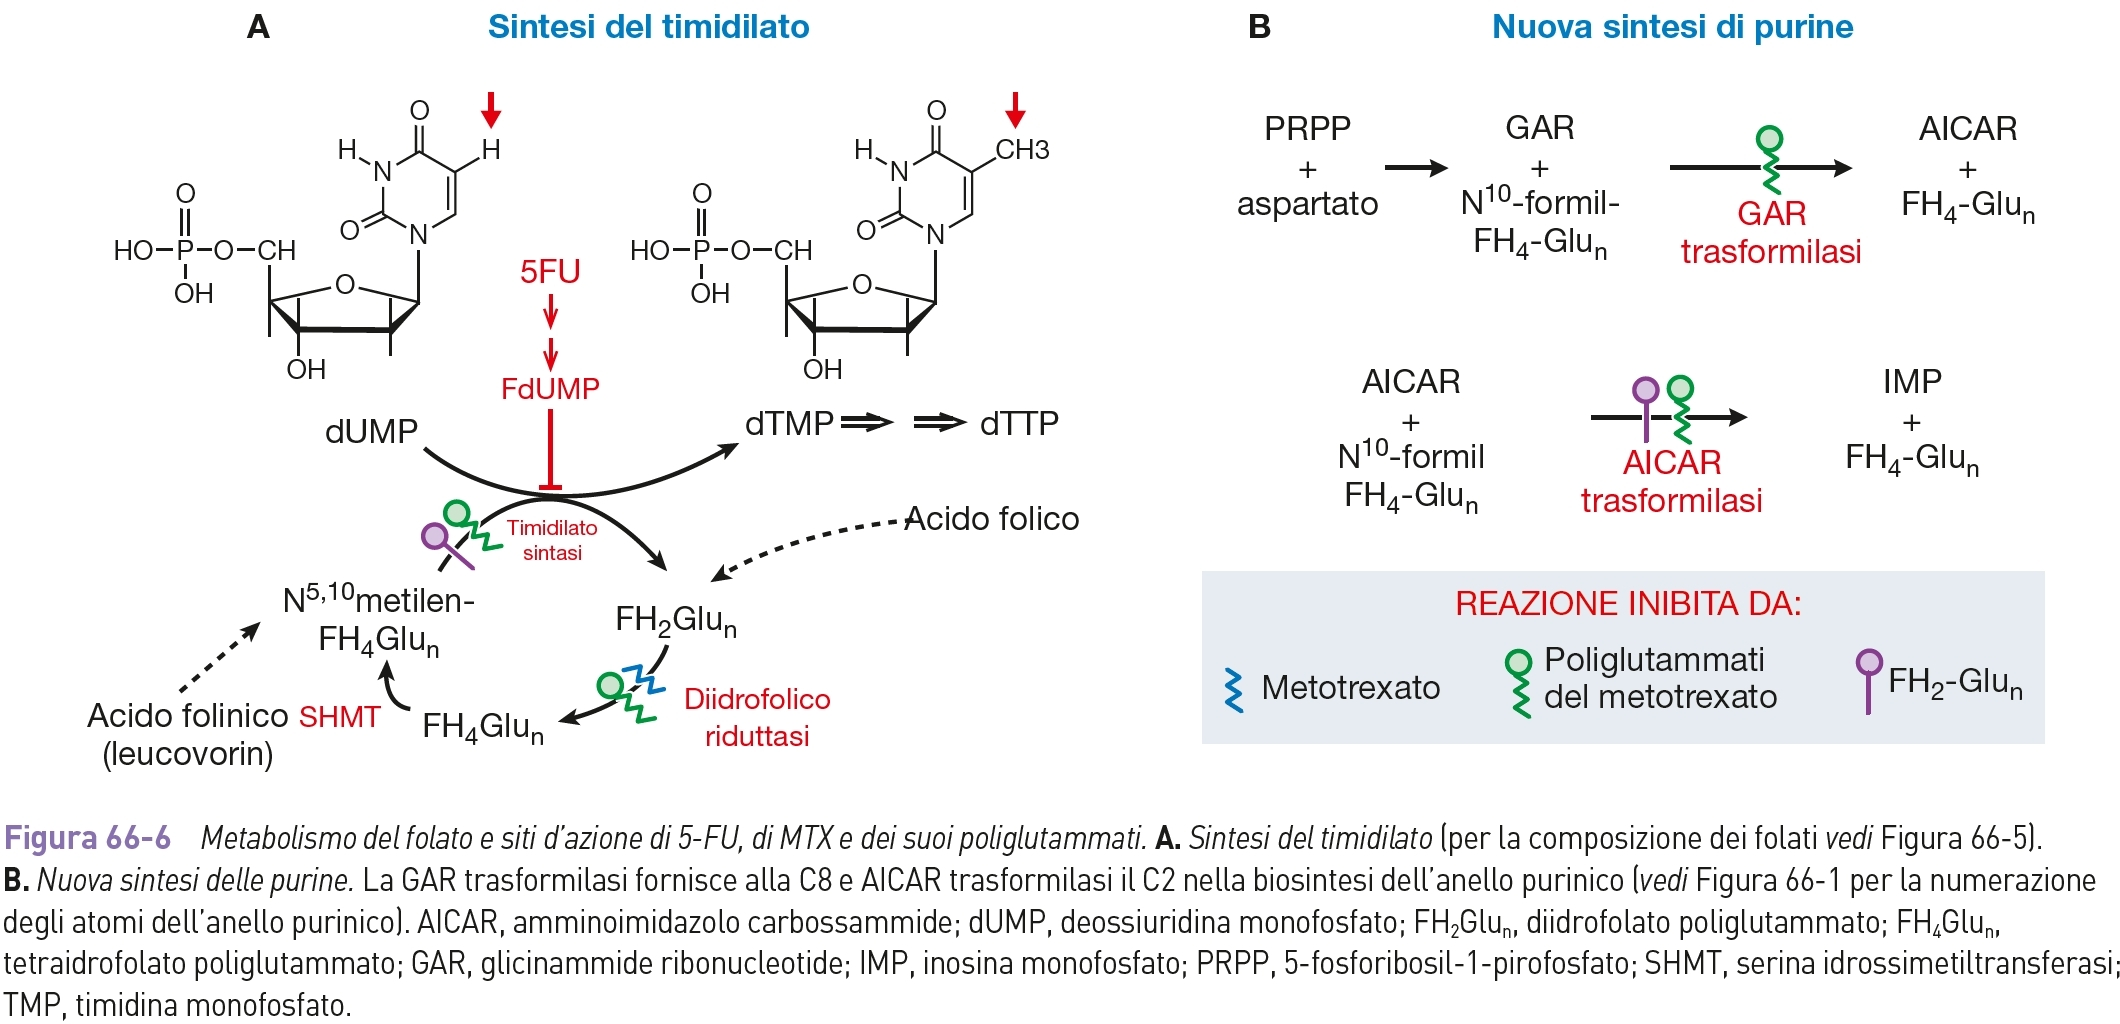 A
Sintesi del timidilato
O
H
H
N
O
N
O
HO-P-O-CH
OH
O
OH
5FU
FdUMP
O
H
CH3
N
O
N
O
HO-P-O-CH
OH
O
OH
dUMP
dTMP
dTTP
Timidilato
sintasi
Acido folico
N5,10metilen-
FH4Glun
FH2Glun
Acido folinico
(leucovorin)
SHMT
FH4Glun
Diidrofolico
riduttasi
B
Nuova sintesi di purine
PRPP
+
aspartato
GAR
+
N10-formil-
FH4-Glun
GAR
trasformilasi
AICAR
+
FH4-Glun
AICAR
+
N10-formil
FH4-Glun
AICAR
trasformilasi
IMP
+
FH4-Glun
REAZIONE INIBITA DA:
Metotrexato
Poliglutammati
del metotrexato
FH2-Glun
Figura 66-6 Metabolismo del folato e siti d'azione di 5-FU, di MTX e dei suoi poliglutammati. A. Sintesi del timidilato (per la composizione dei folati vedi Figura 66-5).
B. Nuova sintesi delle purine. La GAR trasformilasi fornisce alla C8 e AICAR trasformilasi il C2 nella biosintesi dell'anello purinico (vedi Figura 66-1 per la numerazione
degli atomi dell'anello purinico). AICAR, amminoimidazolo carbossammide; dUMP, deossiuridina monofosfato; FH2Glun, diidrofolato poliglutammato; FH4Glun,
tetraidrofolato poliglutammato; GAR, glicinammide ribonucleotide; IMP, inosina monofosfato; PRPP, 5-fosforibosil-1-pirofosfato; SHMT, serina idrossimetiltransferasi;
TMP, timidina monofosfato.